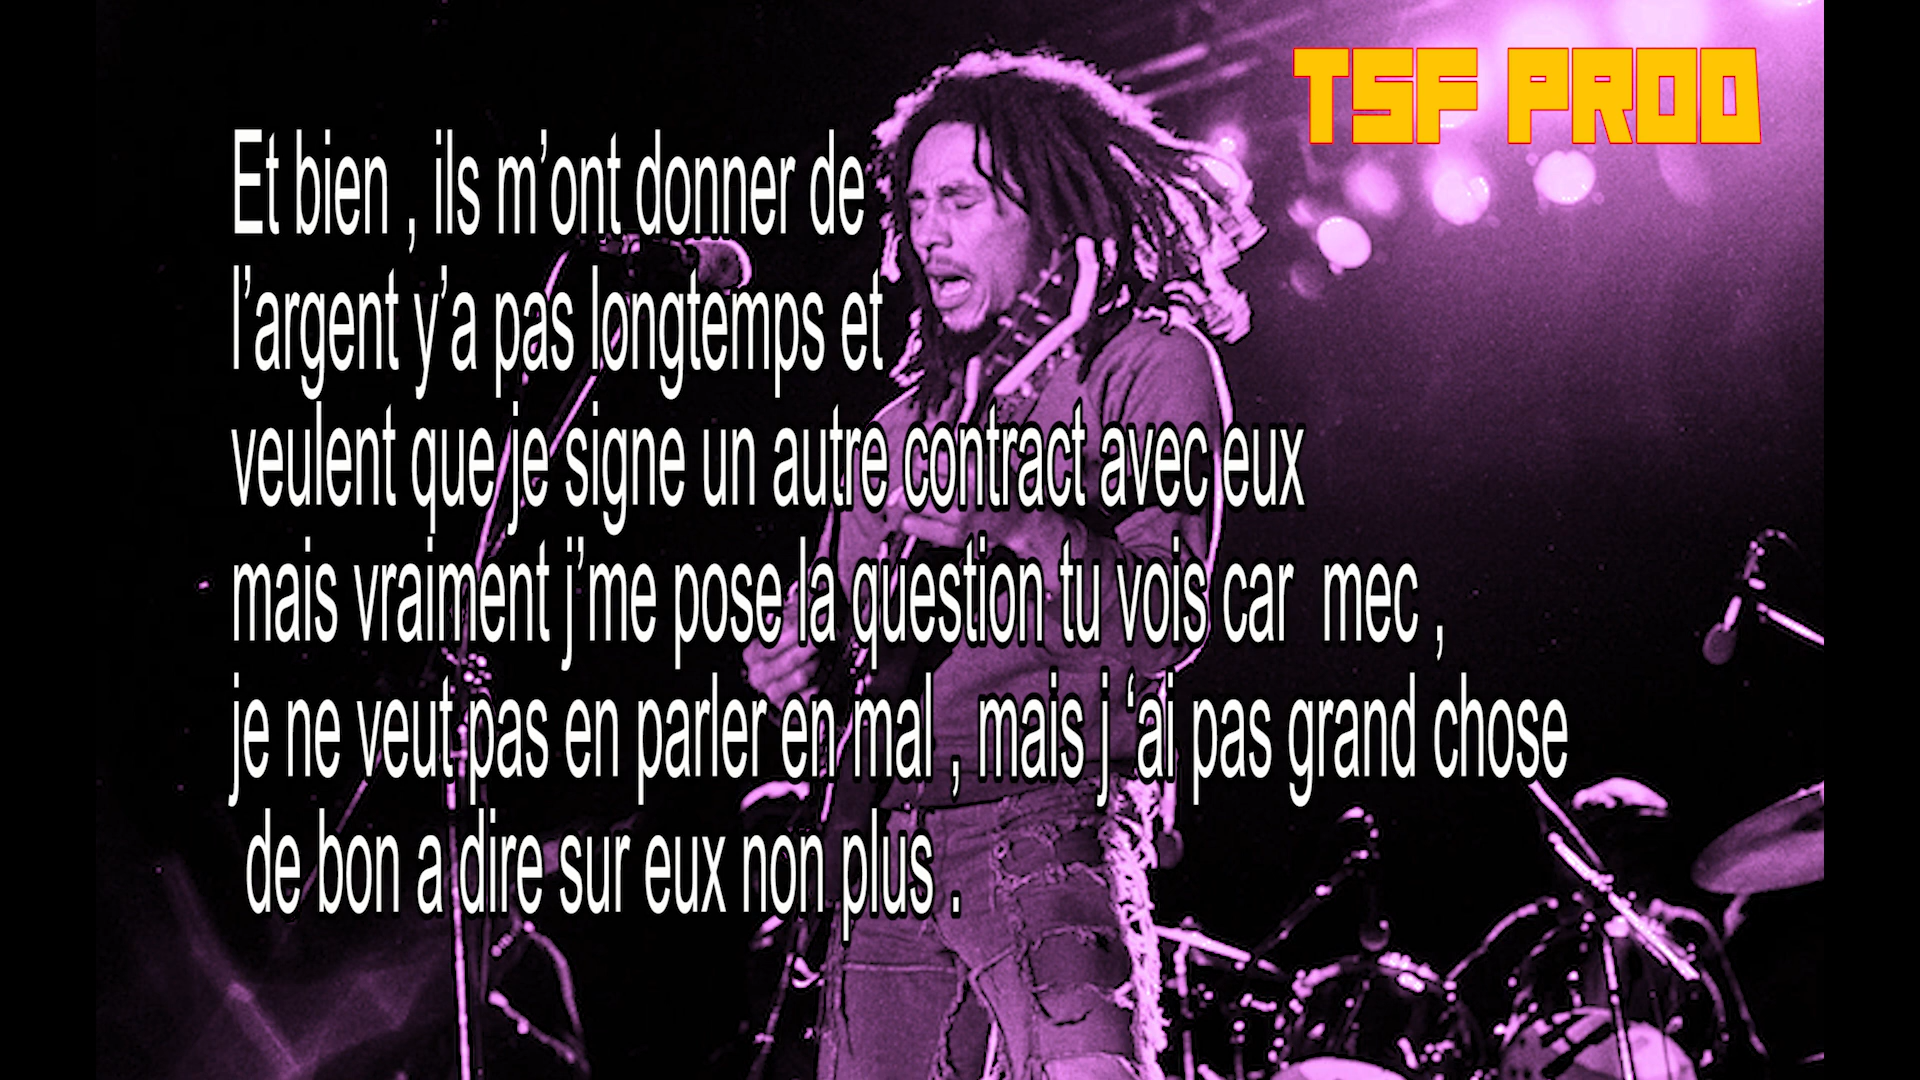 TSF PROD
Et bien , ils m’ont donner de
l’argent y’a pas longtemps et
veulent que je signe un autre contract avec eux
mais vraiment j’me pose la question tu vois car  mec ,
je ne veut pas en parler en mal , mais j ‘ai pas grand chose
de bon a dire sur eux non plus .